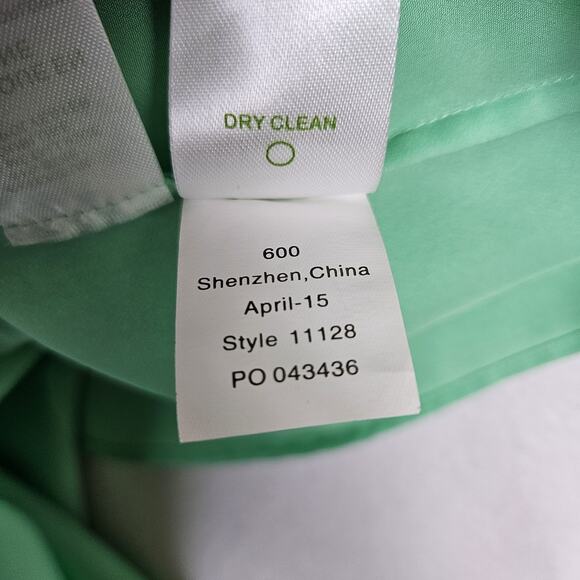 DRY CLEAN
600
Shenzhen,China
April-15
Style 11128
PO 043436